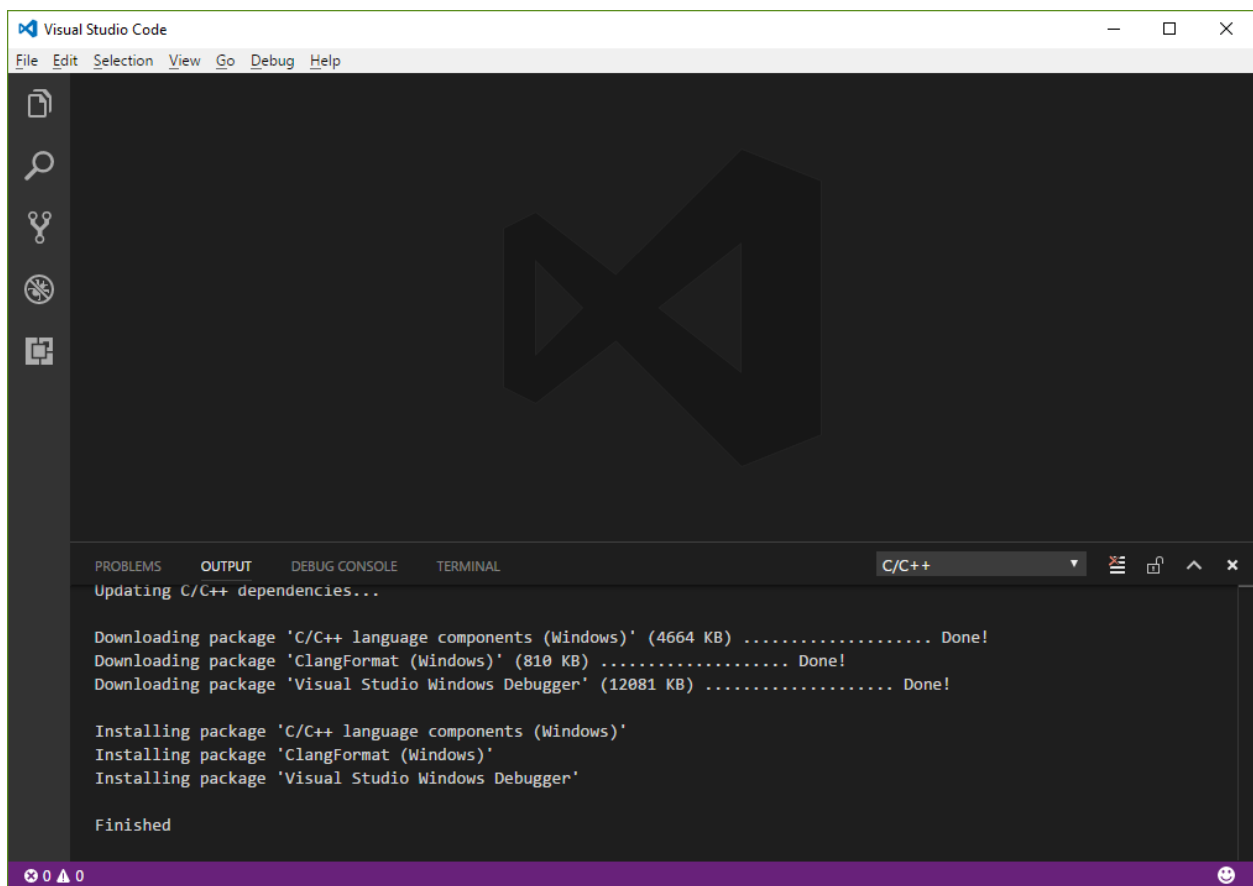 Visual Studio Code
File Edit Selection View Go Debug Help
PROBLEMS OUTPUT DEBUG CONSOLE TERMINAL C/C++
Updating C/C++ dependencies...
Downloading package 'C/C++ language components (Windows)' (4664 KB) .................... Done!
Downloading package 'ClangFormat (Windows)' (810 KB) .................... Done!
Downloading package 'Visual Studio Windows Debugger' (12081 KB) .................... Done!
Installing package 'C/C++ language components (Windows)'
Installing package 'ClangFormat (Windows)'
Installing package 'Visual Studio Windows Debugger'
Finished
0 0